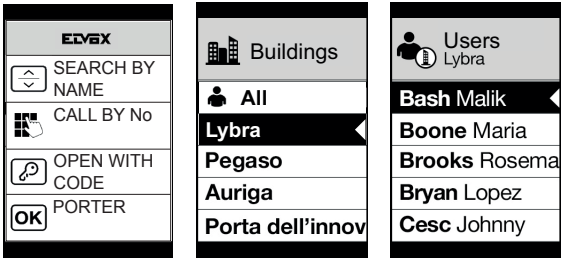 ELVOX
SEARCH BY
NAME
CALL BY No
OPEN WITH
CODE
OK
PORTER
Buildings
All
Lybra
Pegaso
Auriga
Porta dell'innov
Users
Lybra
Bash Malik
Boone Maria
Brooks Rosema
Bryan Lopez
Cesc Johnny